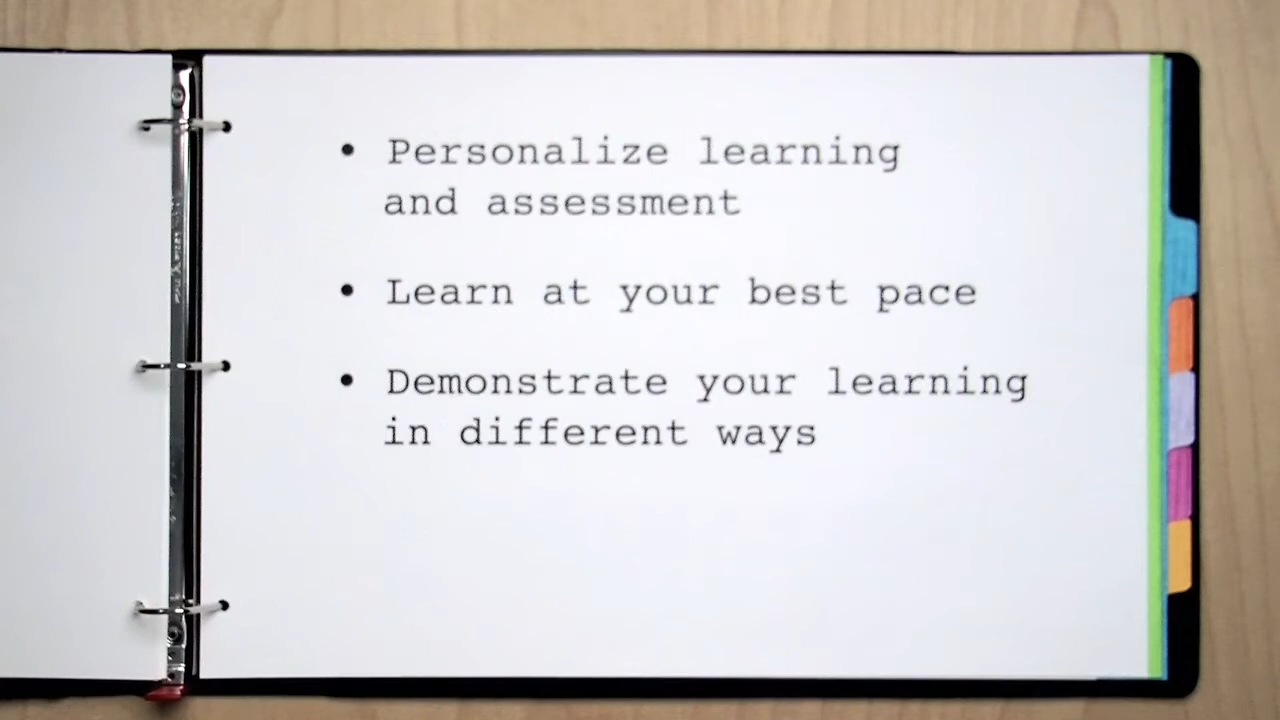 • Personalize learning
and assessment
• Learn at your best pace
• Demonstrate your learning
in different ways